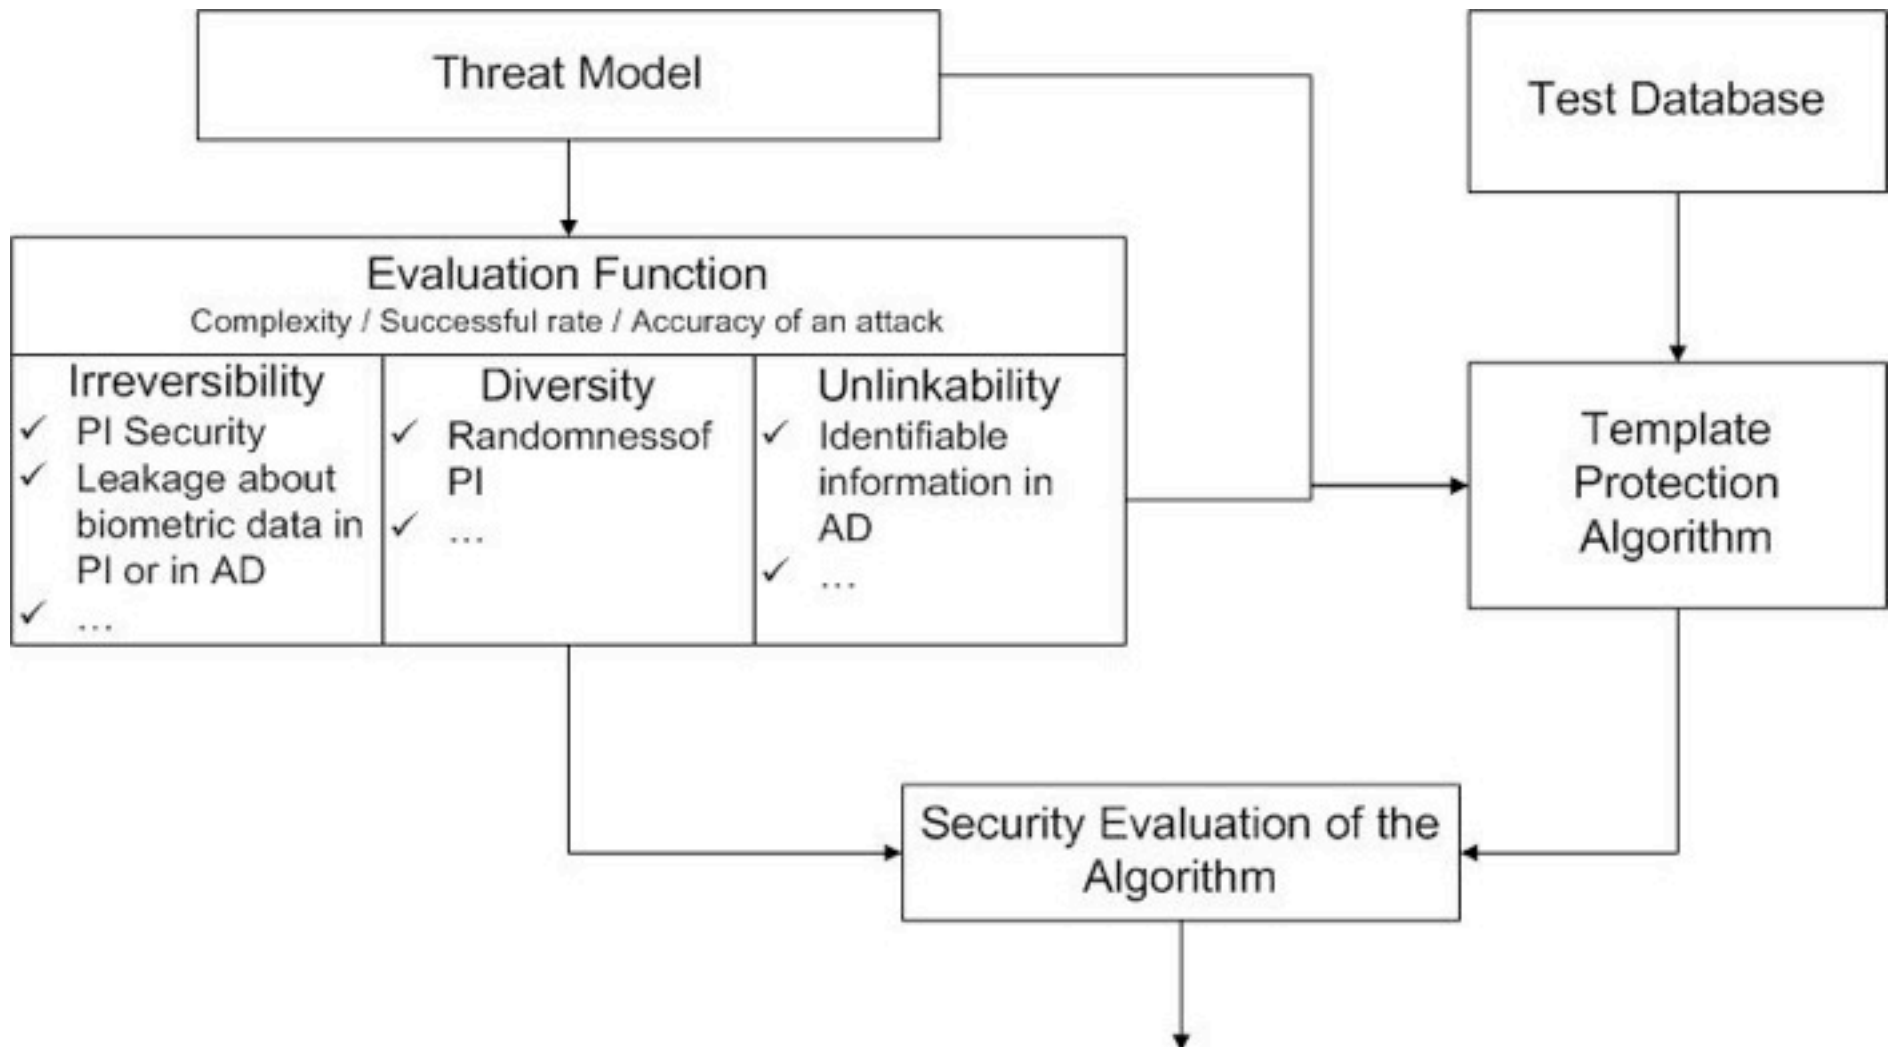 Threat Model
Test Database
Evaluation Function
Complexity / Successful rate / Accuracy of an attack
Irreversibility
✓ PI Security
✓ Leakage about
biometric data in
PI or in AD
✓ ...
Diversity
✓ Randomnessof
PI
✓ ...
Unlinkability
✓ Identifiable
information in
AD
✓ ...
Template
Protection
Algorithm
Security Evaluation of the
Algorithm